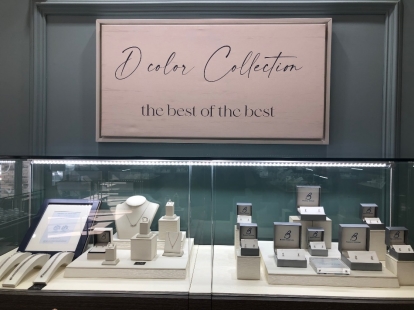 D color Collection
the best of the best